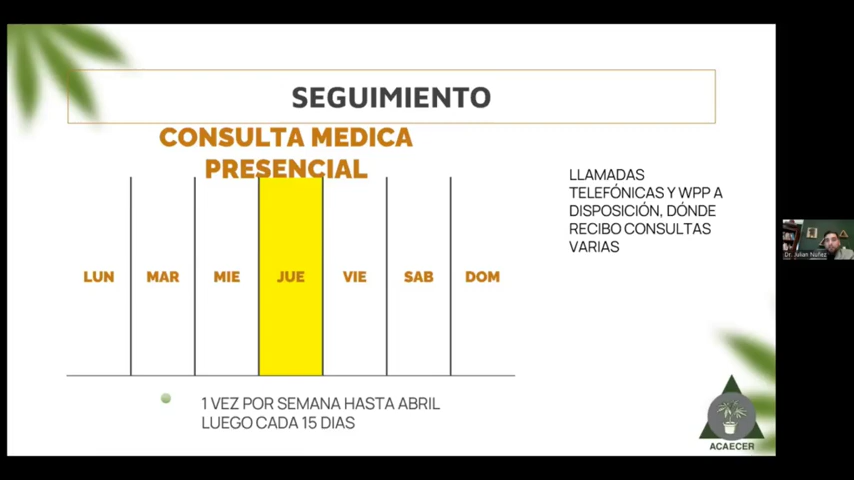 SEGUIMIENTO
CONSULTA MEDICA
PRESENCIAL
LLAMADAS
TELEFÓNICAS Y WPP A
DISPOSICIÓN, DÓNDE
RECIBO CONSULTAS
VARIAS
LUN MAR MIE JUE VIE SAB DOM
1 VEZ POR SEMANA HASTA ABRIL
LUEGO CADA 15 DIAS
ACAECER
Dr. Julian Nuñez